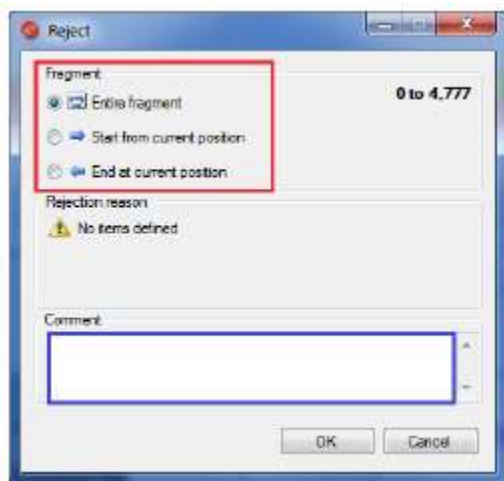 Reject
Fragment
Entire fragment
0 to 4,777
Start from current position
End at current position
Rejection reason
No items defined
Comment
OK
Cancel